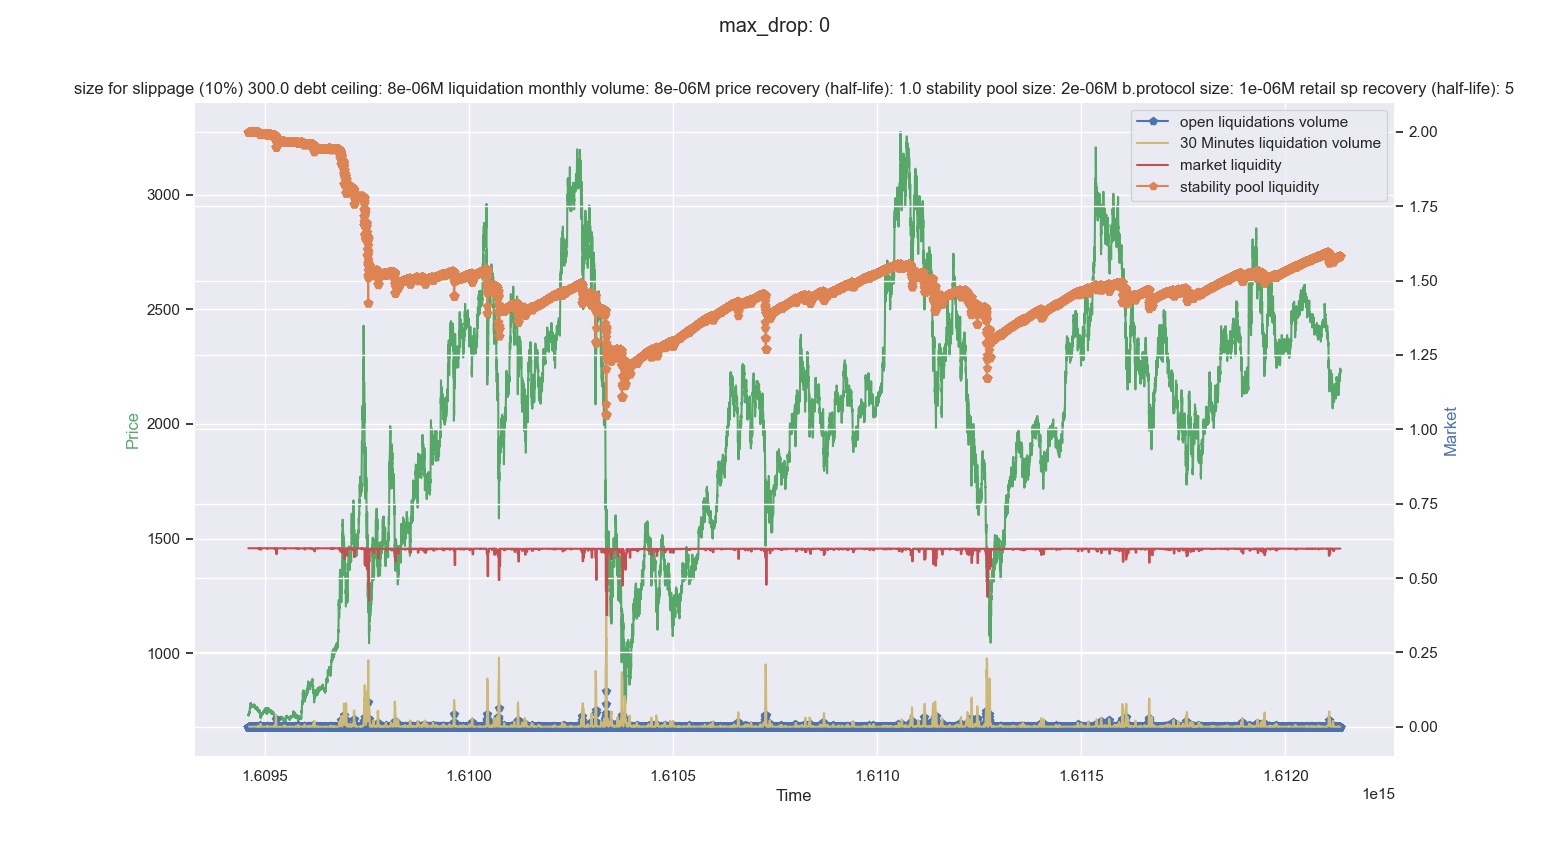 max_drop: 0
size for slippage (10%) 300.0 debt ceiling: 8e-06M liquidation monthly volume: 8e-06M price recovery (half-life): 1.0 stability pool size: 2e-06M b.protocol size: 1e-06M retail sp recovery (half-life): 5
open liquidations volume
30 Minutes liquidation volume
market liquidity
stability pool liquidity
3000
2500
2000
1500
1000
Price
2.00
1.75
1.50
1.25
1.00
0.75
0.50
0.25
0.00
Market
1.6095 1.6100 1.6105 1.6110 1.6115 1.6120
Time
1e15